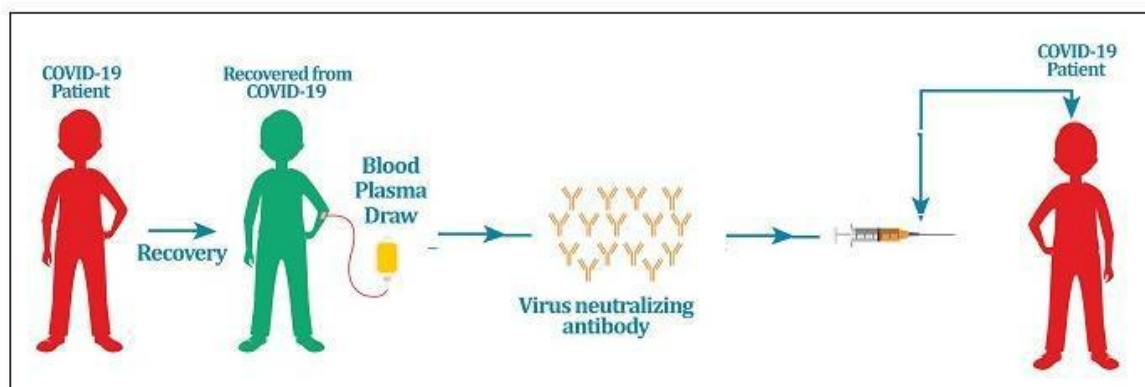 COVID-19
Patient
Recovery
Recovered from
COVID-19
Blood
Plasma
Draw
Virus neutralizing
antibody
COVID-19
Patient